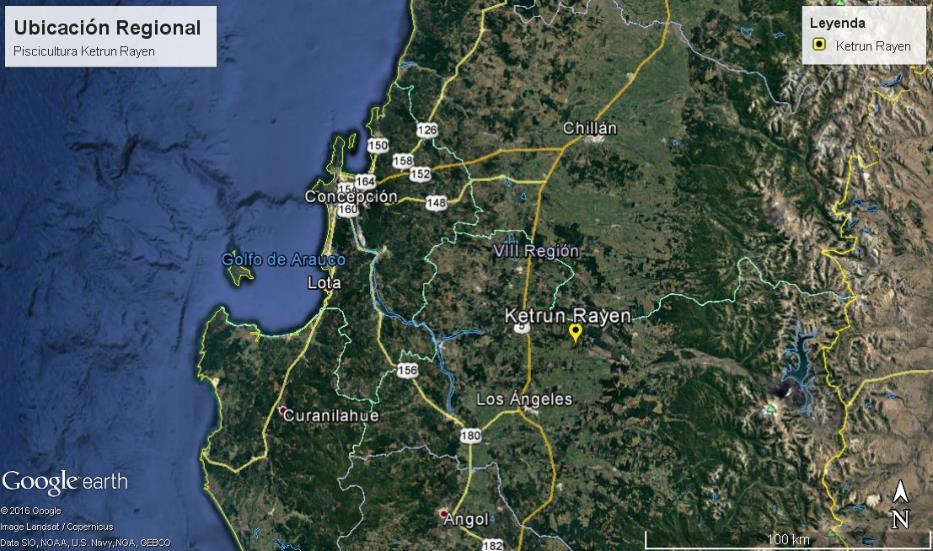 Ubicación Regional
Piscicultura Ketrun Rayen
Leyenda
Ketrun Rayen
126
Chillán
150
158
152
164
154
Concepción
160
148
VIII Región
Golfo de Arauco
Lota
Ketrun Rayen
5
156
Los Ángeles
Curanilahue
180
Google earth
© 2016 Google
Image Landsat / Copernicus
Data SIO, NOAA, U.S. Navy, NGA, GEBCO
Angol
182
N
100 km